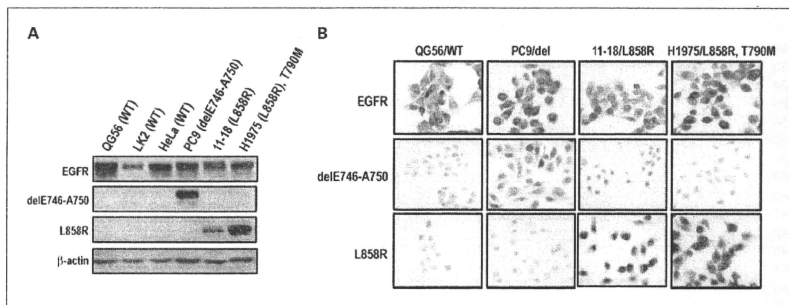 A
QG56 (WT)
LK2 (WT)
HeLa (WT)
PC9 (delE746-A750)
11-18 (L858R)
H1975 (L858R), T790M
EGFR
delE746-A750
L858R
β-actin
B
QG56/WT
PC9/del
11-18/L858R
H1975/L858R, T790M
EGFR
delE746-A750
L858R